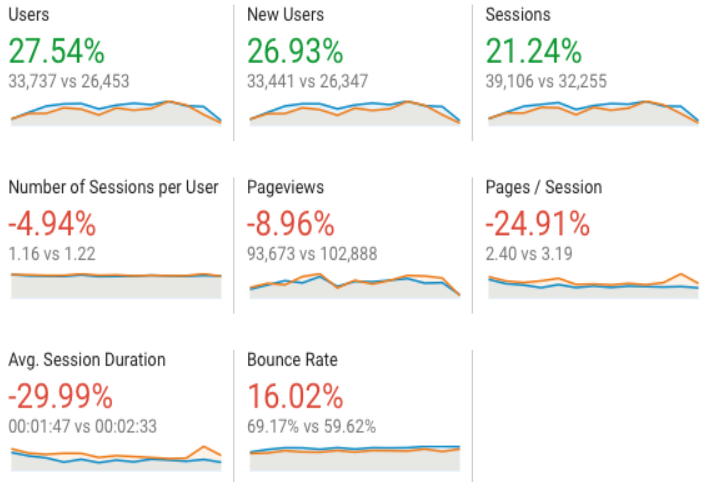 Users
27.54%
33,737 vs 26,453
New Users
26.93%
33,441 vs 26,347
Sessions
21.24%
39,106 vs 32,255
Number of Sessions per User
-4.94%
1.16 vs 1.22
Pageviews
-8.96%
93,673 vs 102,888
Pages / Session
-24.91%
2.40 vs 3.19
Avg. Session Duration
-29.99%
00:01:47 vs 00:02:33
Bounce Rate
16.02%
69.17% vs 59.62%